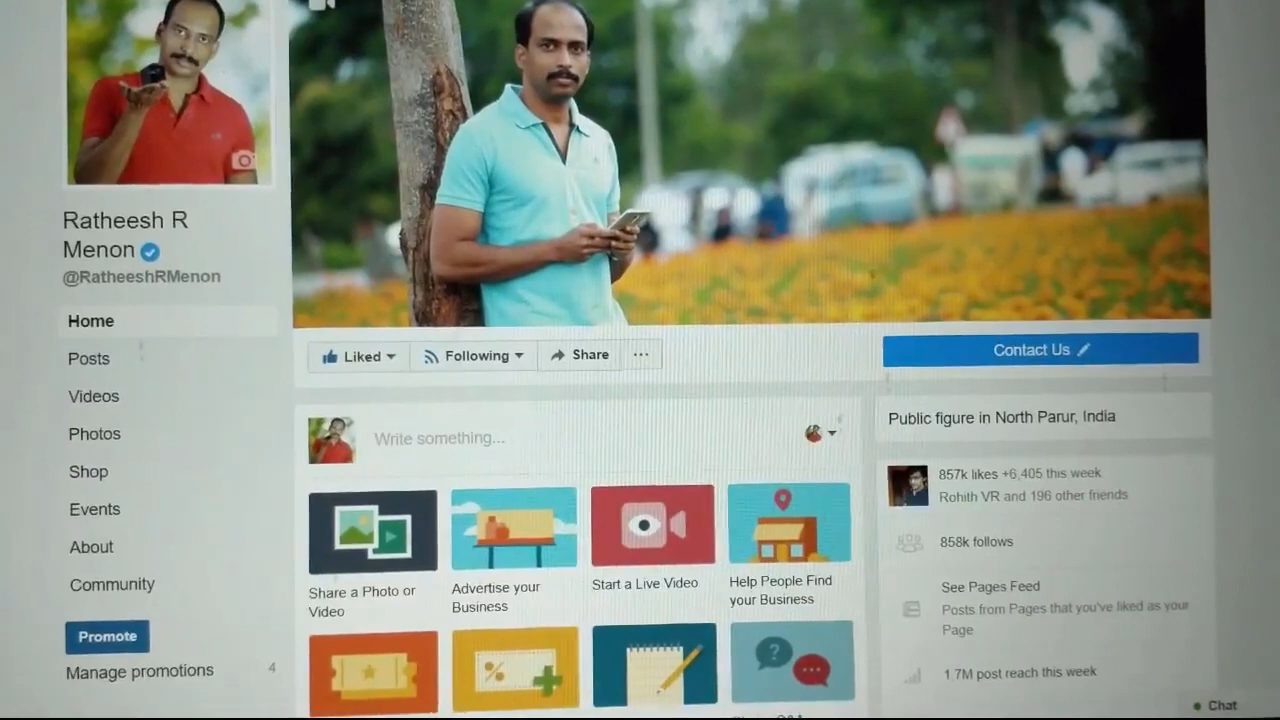 Ratheesh R
Menon
@RatheeshRMenon
Home
Posts
Videos
Photos
Shop
Events
About
Community
Promote
Manage promotions 4
Liked
Following
Share
...
Contact Us
Write something...
Share a Photo or
Video
Advertise your
Business
Start a Live Video
Help People Find
your Business
Public figure in North Parur, India
857k likes +6,405 this week
Rohith VR and 196 other friends
858k follows
See Pages Feed
Posts from Pages that you've liked as your
Page
1.7M post reach this week
Chat